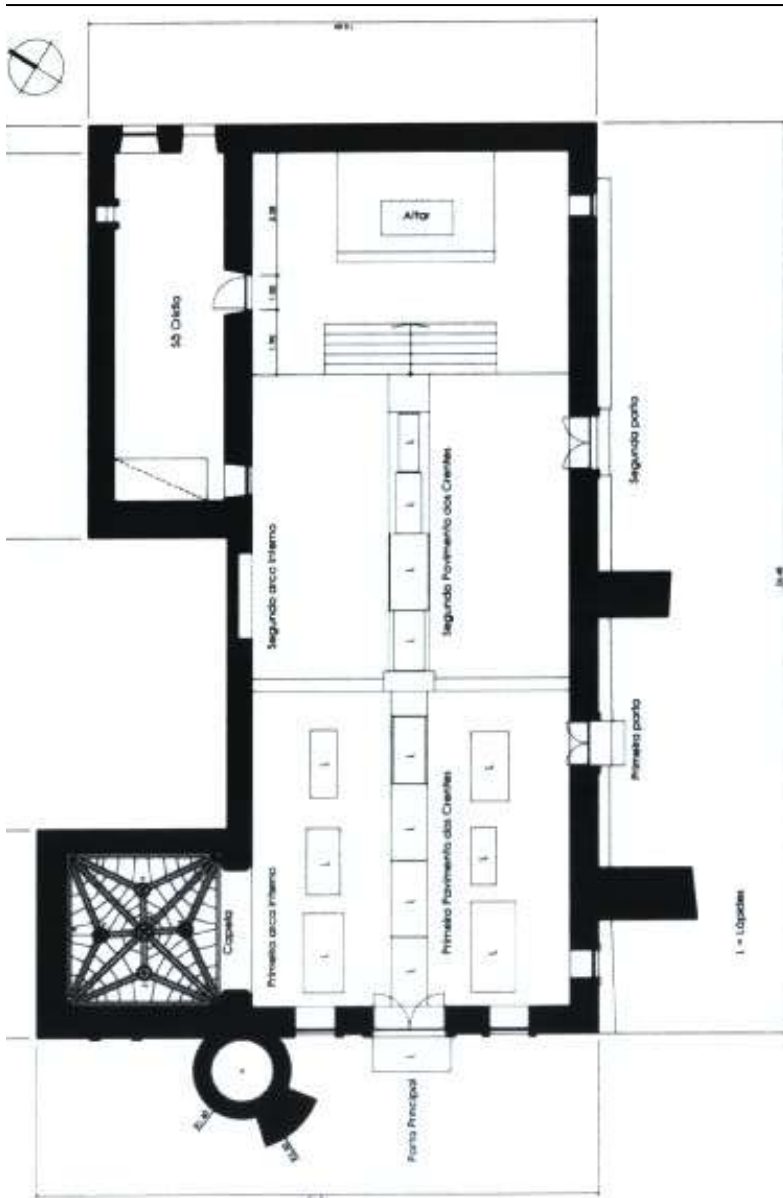 Altar
Sã Cristia
Segundo arco Interno
Segundo Pavimento dos Crentes
Segunda porta
L
L
L
L
Primeira porta
Primeiro arco Interno
Primeiro Pavimento dos Crentes
L
L
L
L
L
L
L
L
L
L
Capela
L = Lápides
L
Porta Principal